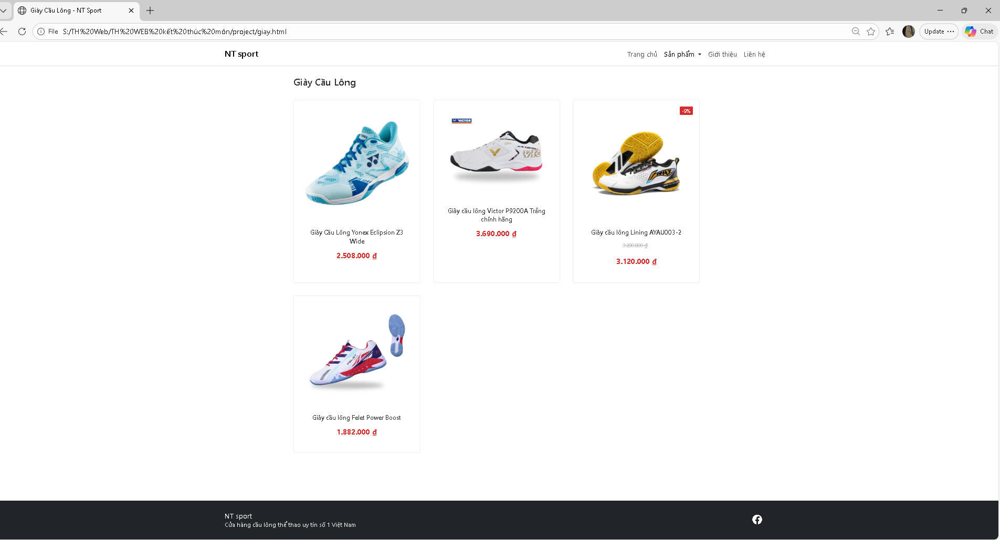 Giày Cầu Lông - NT Sport
File S:/TH%20Web/TH%20WEB%20kết%20thúc%20môn/project/giay.html
Update
Chat
NT sport
Trang chủ Sản phẩm Giới thiệu Liên hệ
Giày Cầu Lông
YONEX
VICTOR
-9%
FELET
Giày Cầu Lông Yonex Eclipsion Z3
Wide
2.508.000 ₫
Giày cầu lông Victor P9200A Trắng
chính hãng
3.690.000 ₫
Giày cầu lông Lining AYAU003-2
3.200.000 ₫
3.120.000 ₫
Giày cầu lông Felet Power Boost
1.882.000 ₫
NT sport
Cửa hàng cầu lông thể thao uy tín số 1 Việt Nam